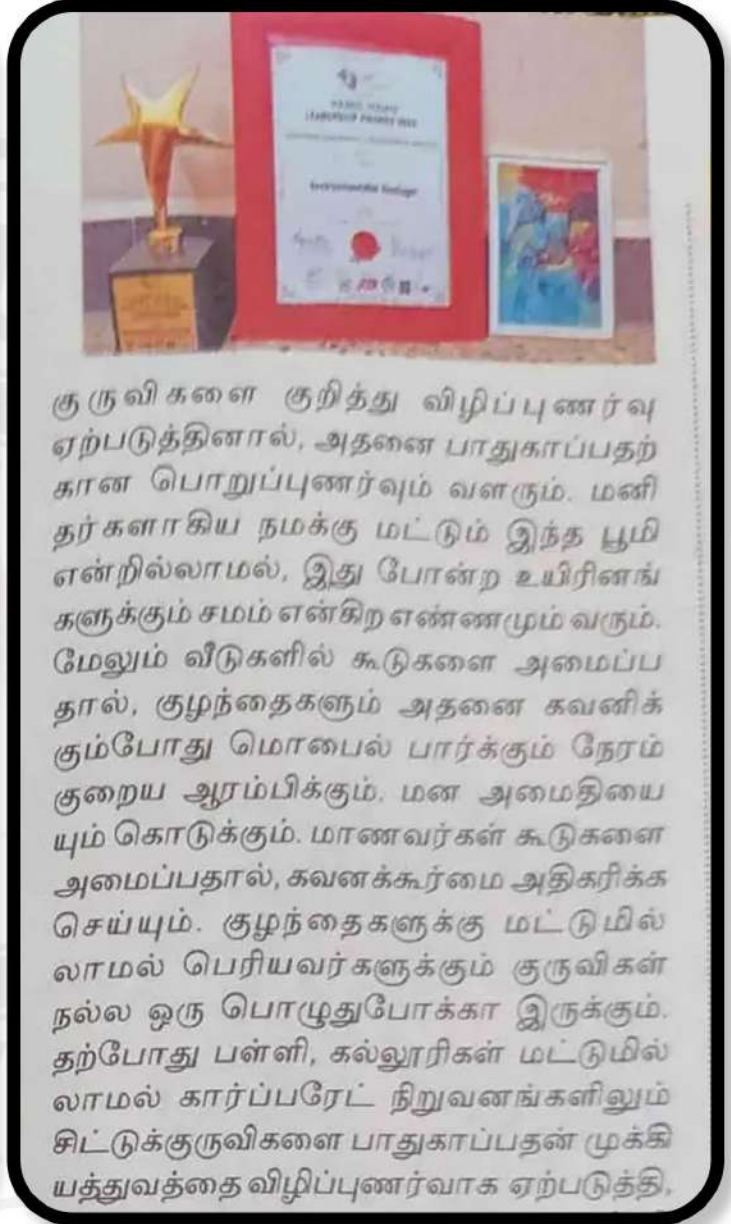 LEADERSHIP AWARDS
குருவிகளை குறித்து விழிப்புணர்வு
ஏற்படுத்தினால், அதனை பாதுகாப்பதற்
கான பொறுப்புணர்வும் வளரும். மனி
தர்களாகிய நமக்கு மட்டும் இந்த பூமி
என்றில்லாமல், இது போன்ற உயிரினங்
களுக்கும் சமம் என்கிற எண்ணமும் வரும்.
மேலும் வீடுகளில் கூடுகளை அமைப்ப
தால், குழந்தைகளும் அதனை கவனிக்
கும்போது மொபைல் பார்க்கும் நேரம்
குறைய ஆரம்பிக்கும். மன அமைதியை
யும் கொடுக்கும். மாணவர்கள் கூடுகளை
அமைப்பதால், கவனக்கூர்மை அதிகரிக்க
செய்யும். குழந்தைகளுக்கு மட்டுமில்
லாமல் பெரியவர்களுக்கும் குருவிகள்
நல்ல ஒரு பொழுதுபோக்கா இருக்கும்.
தற்போது பள்ளி, கல்லூரிகள் மட்டுமில்
லாமல் கார்ப்பரேட் நிறுவனங்களிலும்
சிட்டுக்குருவிகளை பாதுகாப்பதன் முக்கி
யத்துவத்தை விழிப்புணர்வாக ஏற்படுத்தி,